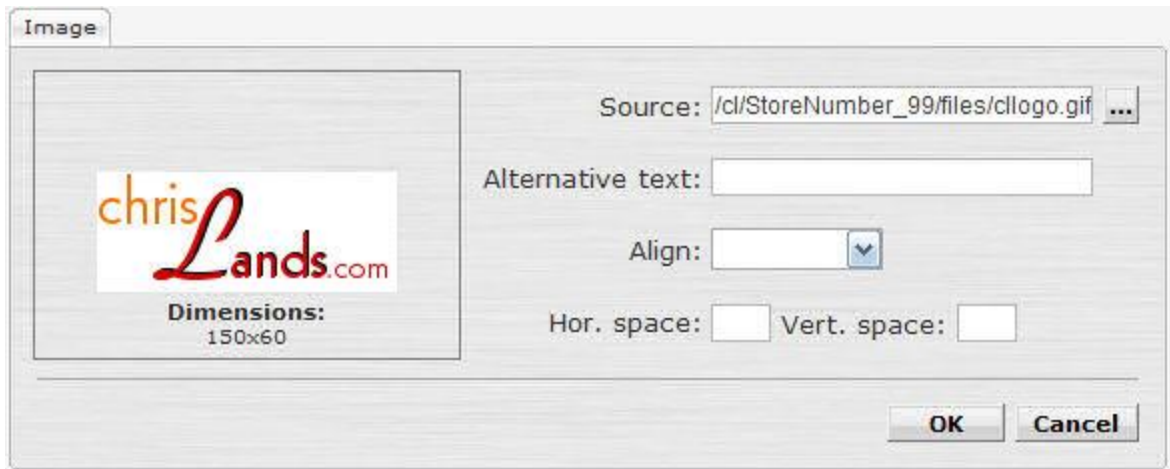 Image
Source: /cl/StoreNumber_99/files/cllogo.gif ...
Alternative text:
chris
Lands.com
Align:
Dimensions:
150x60
Hor. space: Vert. space:
OK Cancel